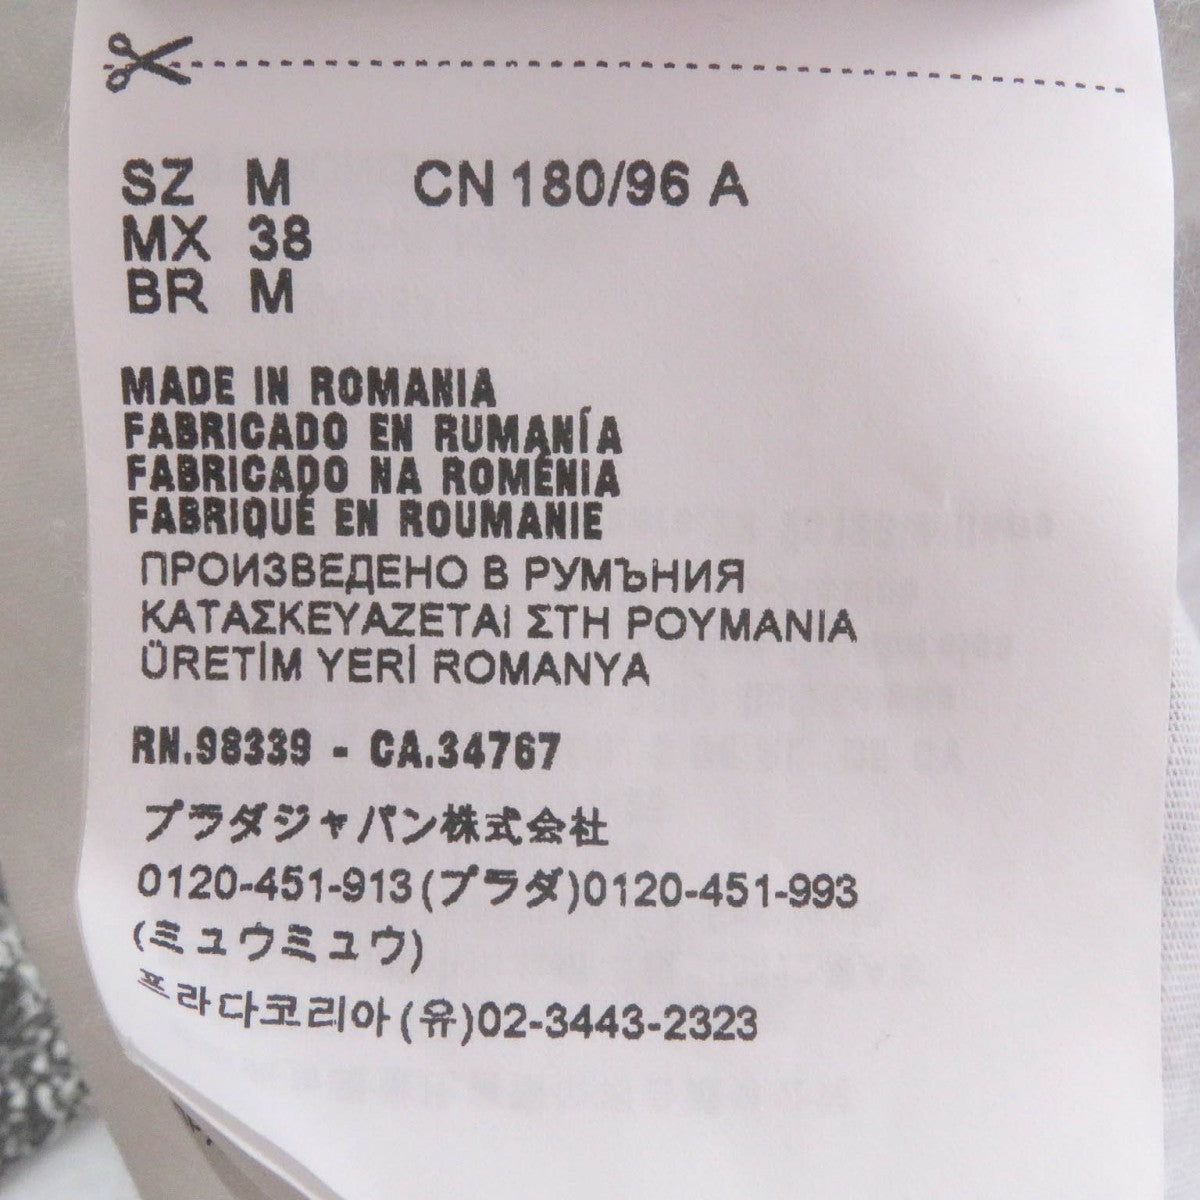 SZ M CN 180/96 A
MX 38
BR M
MADE IN ROMANIA
FABRICADO EN RUMANÍA
FABRICADO NA ROMÉNIA
FABRIQUÉ EN ROUMANIE
ПРОИЗВЕДЕНО В РУМЪНИЯ
ΚΑΤΑΣΚΕΥΑΖΕΤΑΙ ΣΤΗ ΡΟΥΜΑΝΙΑ
ÜRETİM YERİ ROMANYA
RN.98339 - CA.34767
プラダジャパン株式会社
0120-451-913(プラダ)0120-451-993
(ミュウミュウ)
프라다코리아(유)02-3443-2323